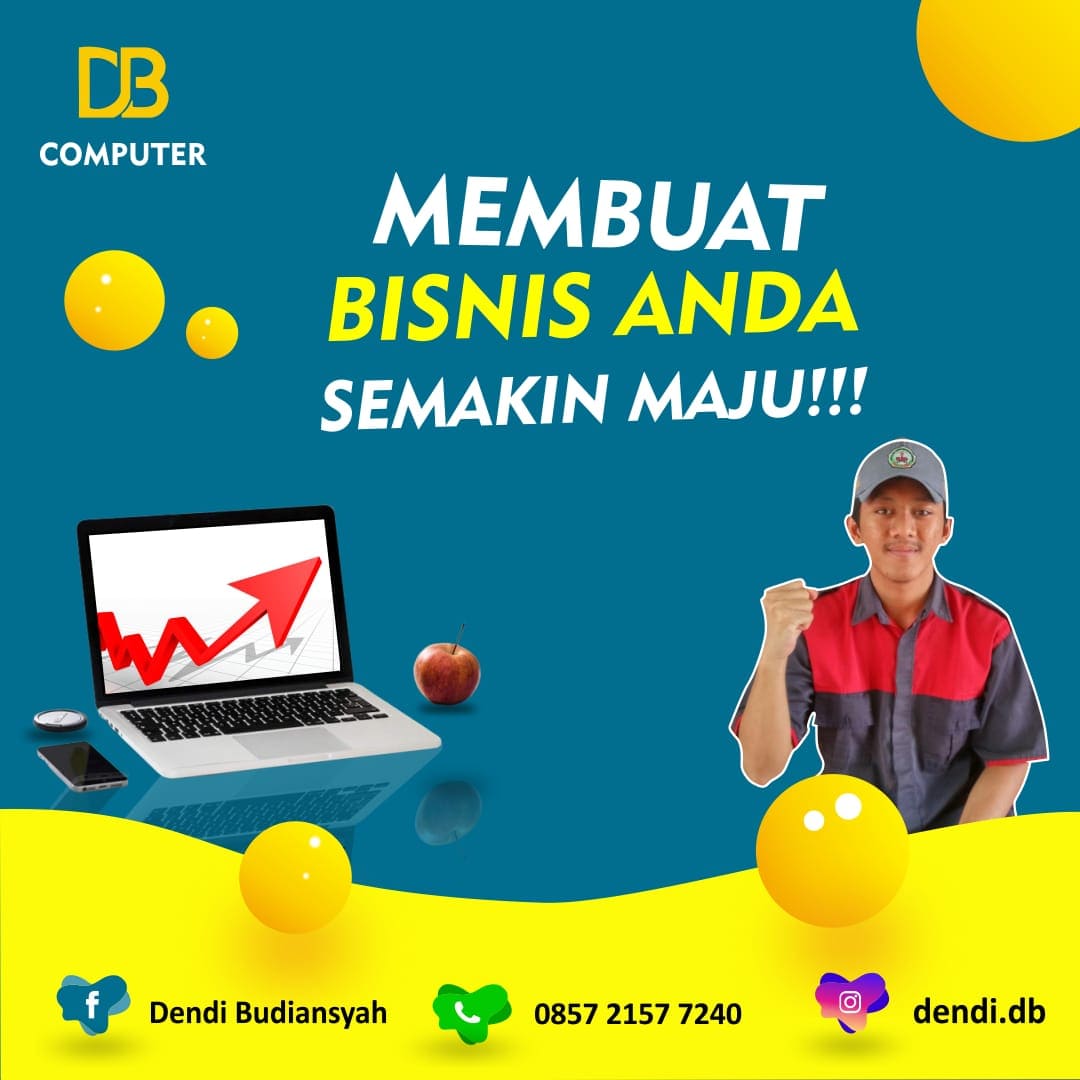 DB
COMPUTER
MEMBUAT
BISNIS ANDA
SEMAKIN MAJU!!!
Dendi Budiansyah
0857 2157 7240
dendi.db